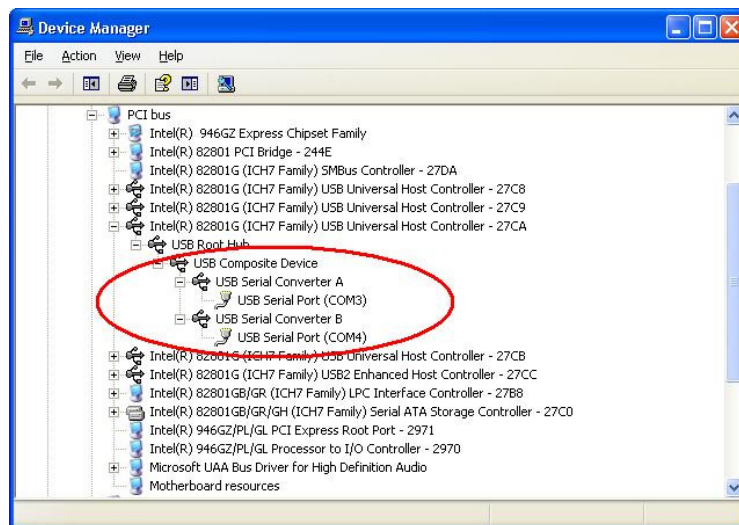 Device Manager
File Action View Help
PCI bus
Intel(R) 946GZ Express Chipset Family
Intel(R) 82801 PCI Bridge - 244E
Intel(R) 82801G (ICH7 Family) SMBus Controller - 27DA
Intel(R) 82801G (ICH7 Family) USB Universal Host Controller - 27C8
Intel(R) 82801G (ICH7 Family) USB Universal Host Controller - 27C9
Intel(R) 82801G (ICH7 Family) USB Universal Host Controller - 27CA
USB Root Hub
USB Composite Device
USB Serial Converter A
USB Serial Port (COM3)
USB Serial Converter B
USB Serial Port (COM4)
Intel(R) 82801G (ICH7 Family) USB Universal Host Controller - 27CB
Intel(R) 82801G (ICH7 Family) USB2 Enhanced Host Controller - 27CC
Intel(R) 82801GB/GR (ICH7 Family) LPC Interface Controller - 27B8
Intel(R) 82801GB/GR/GH (ICH7 Family) Serial ATA Storage Controller - 27C0
Intel(R) 946GZ/PL/GL PCI Express Root Port - 2971
Intel(R) 946GZ/PL/GL Processor to I/O Controller - 2970
Microsoft UAA Bus Driver for High Definition Audio
Motherboard resources